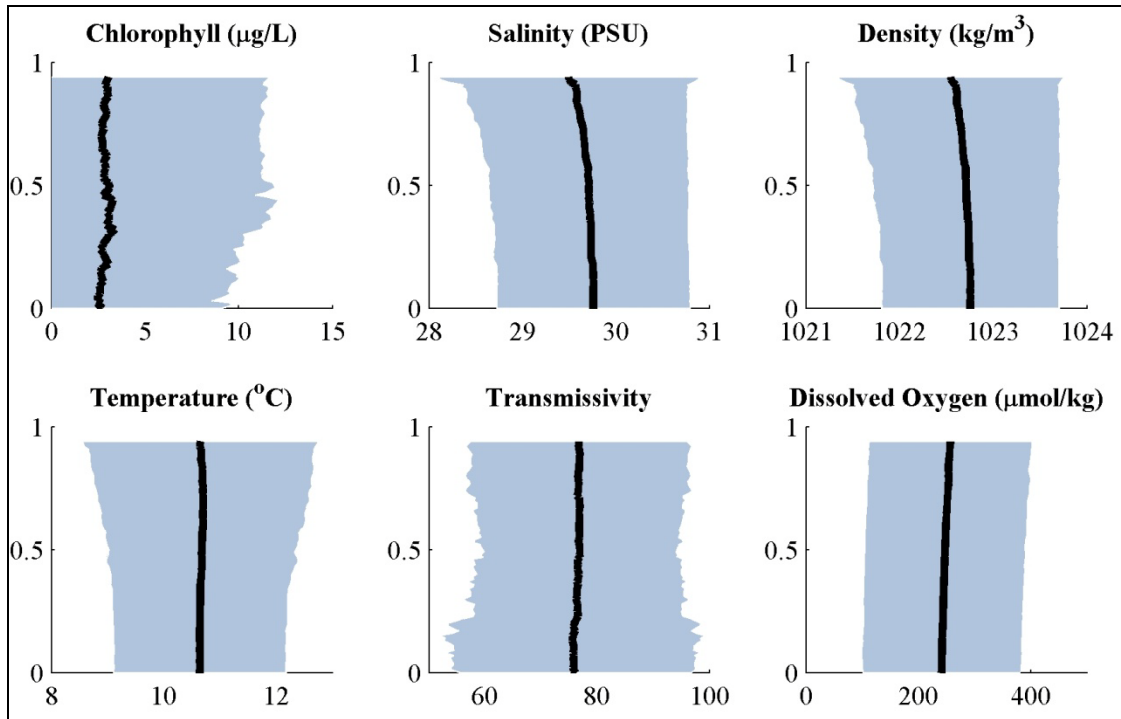 Chlorophyll (μg/L)
Salinity (PSU)
Density (kg/m³)
1
0.5
0
0 5 10 15
1
0.5
0
28 29 30 31
1
0.5
0
1021 1022 1023 1024
Temperature (°C)
Transmissivity
Dissolved Oxygen (μmol/kg)
1
0.5
0
8 10 12
1
0.5
0
60 80 100
1
0.5
0
0 200 400